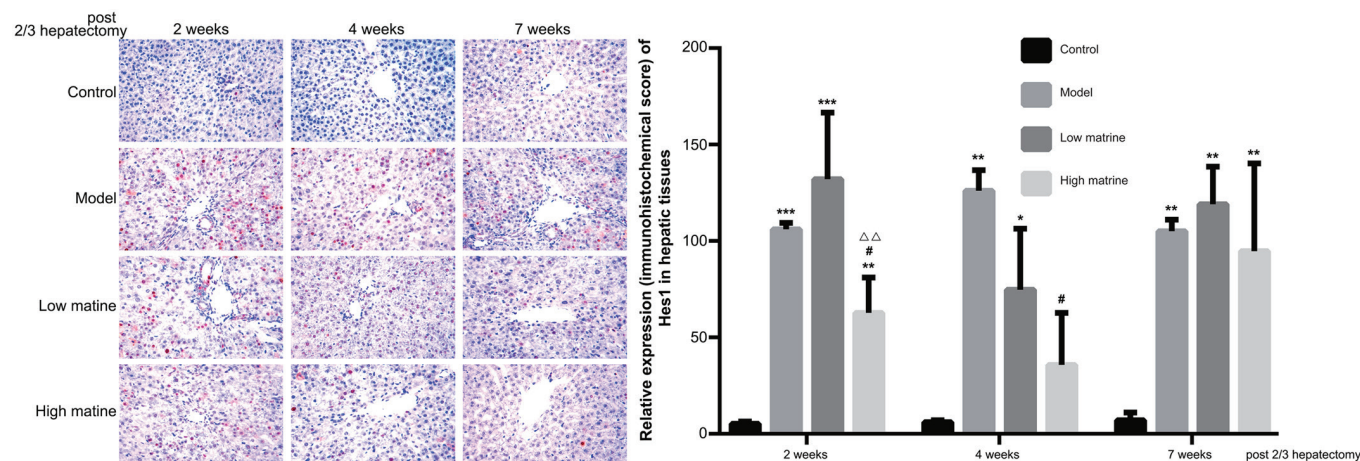 post
2/3 hepatectomy
2 weeks
4 weeks
7 weeks
Control
Model
Low matine
High matine
Relative expression (immunohistochemical score) of
Hes1 in hepatic tissues
200
150
100
50
0
Control
Model
Low matrine
High matrine
***
***
△△
#
**
**
*
#
**
**
**
2 weeks
4 weeks
7 weeks
post 2/3 hepatectomy